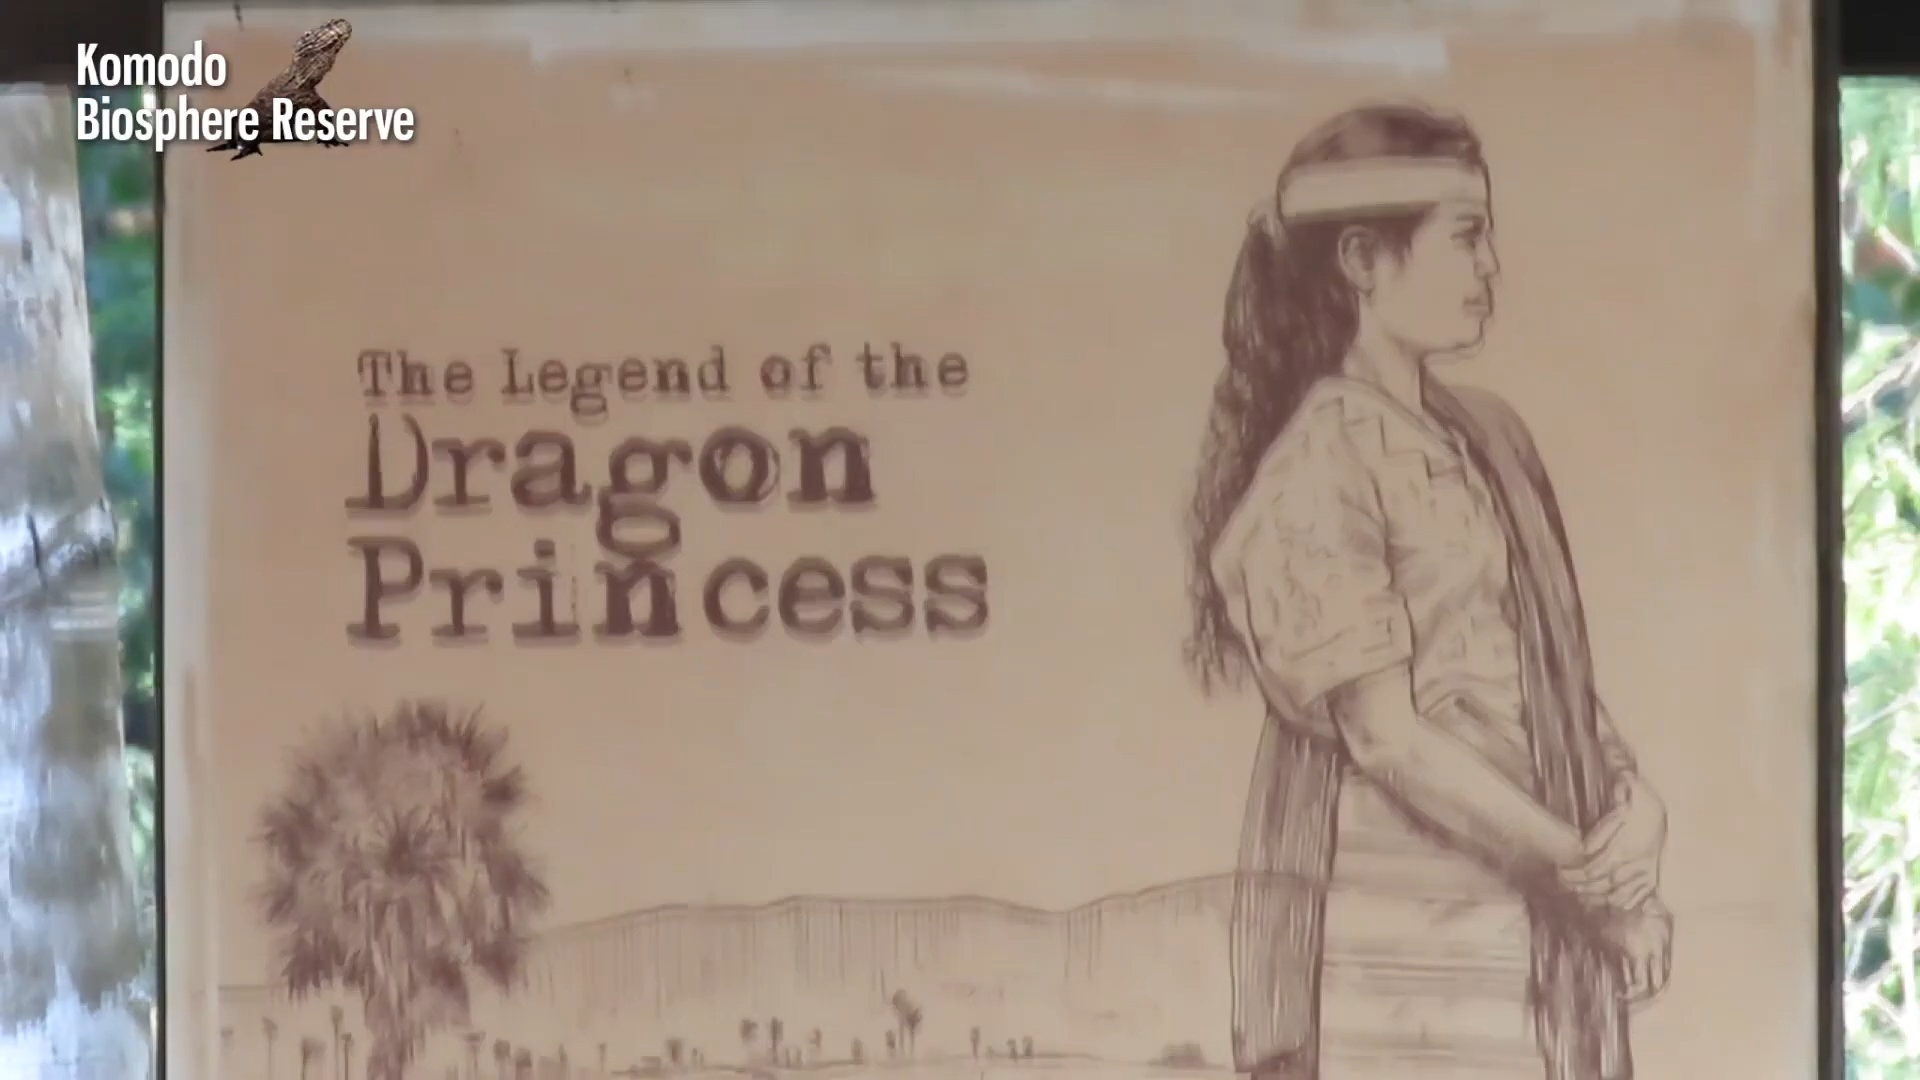 Komodo
Biosphere Reserve
The Legend of the
Dragon
Princess